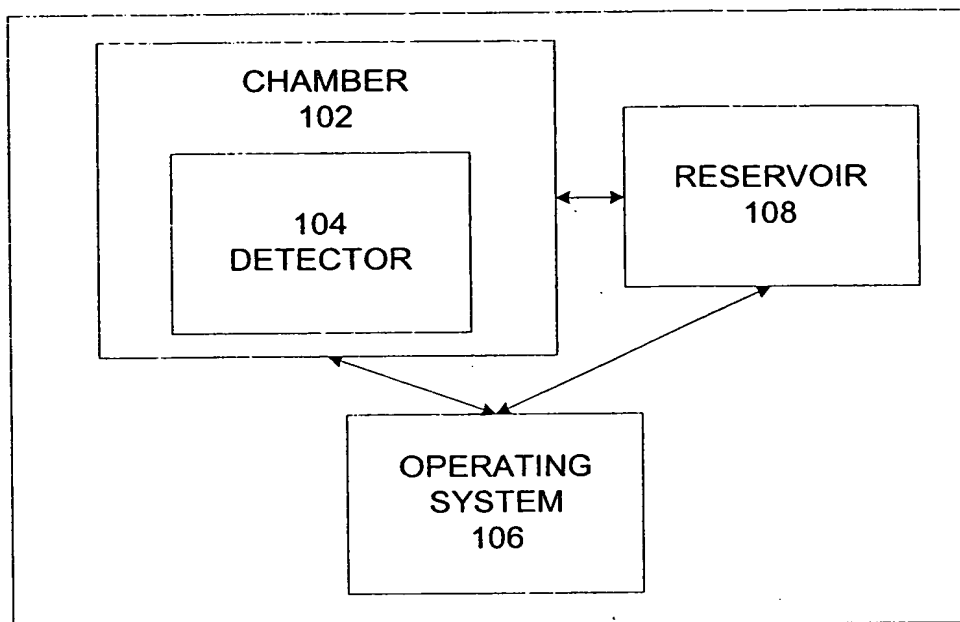 CHAMBER
102
104
DETECTOR
RESERVOIR
108
OPERATING
SYSTEM
106